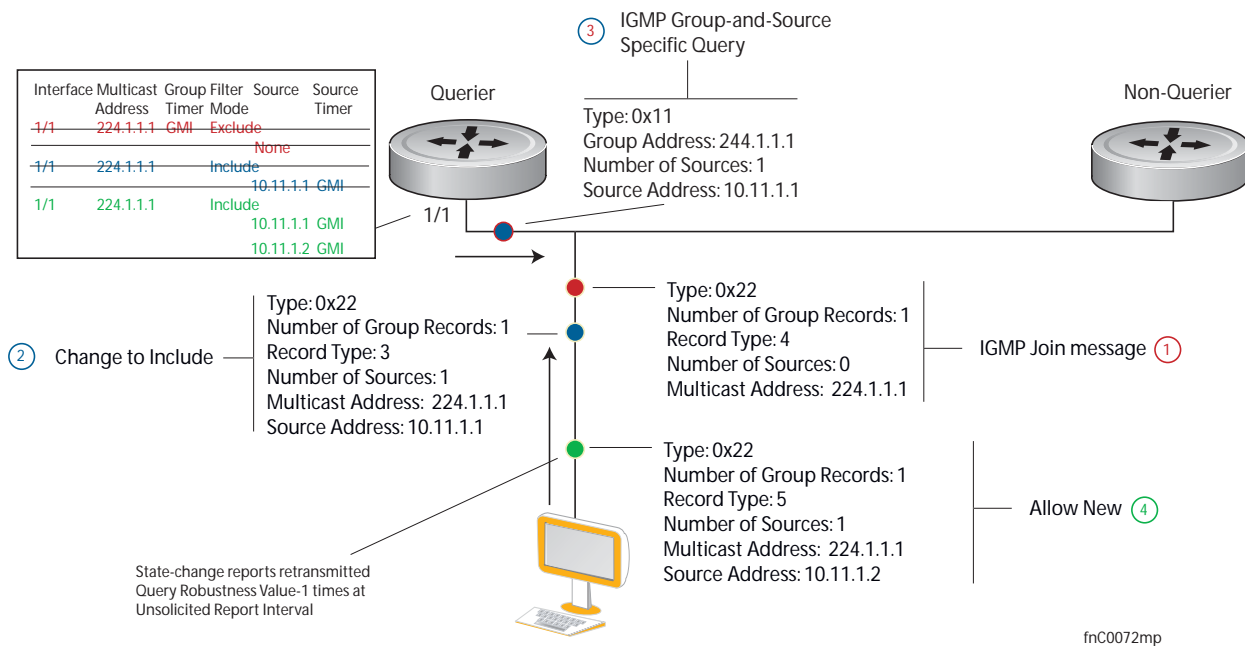 3 IGMP Group-and-Source
Specific Query
Interface Multicast Group Filter Source Source
Address Timer Mode Timer
1/1 224.1.1.1 GMI Exclude
None
1/1 224.1.1.1 Include
10.11.1.1 GMI
1/1 224.1.1.1 Include
10.11.1.1 GMI
10.11.1.2 GMI
Querier
1/1
Type: 0x11
Group Address: 244.1.1.1
Number of Sources: 1
Source Address: 10.11.1.1
Non-Querier
2 Change to Include
Type: 0x22
Number of Group Records: 1
Record Type: 3
Number of Sources: 1
Multicast Address: 224.1.1.1
Source Address: 10.11.1.1
Type: 0x22
Number of Group Records: 1
Record Type: 4
Number of Sources: 0
Multicast Address: 224.1.1.1
IGMP Join message 1
Type: 0x22
Number of Group Records: 1
Record Type: 5
Number of Sources: 1
Multicast Address: 224.1.1.1
Source Address: 10.11.1.2
Allow New 4
State-change reports retransmitted
Query Robustness Value-1 times at
Unsolicited Report Interval
fnC0072mp